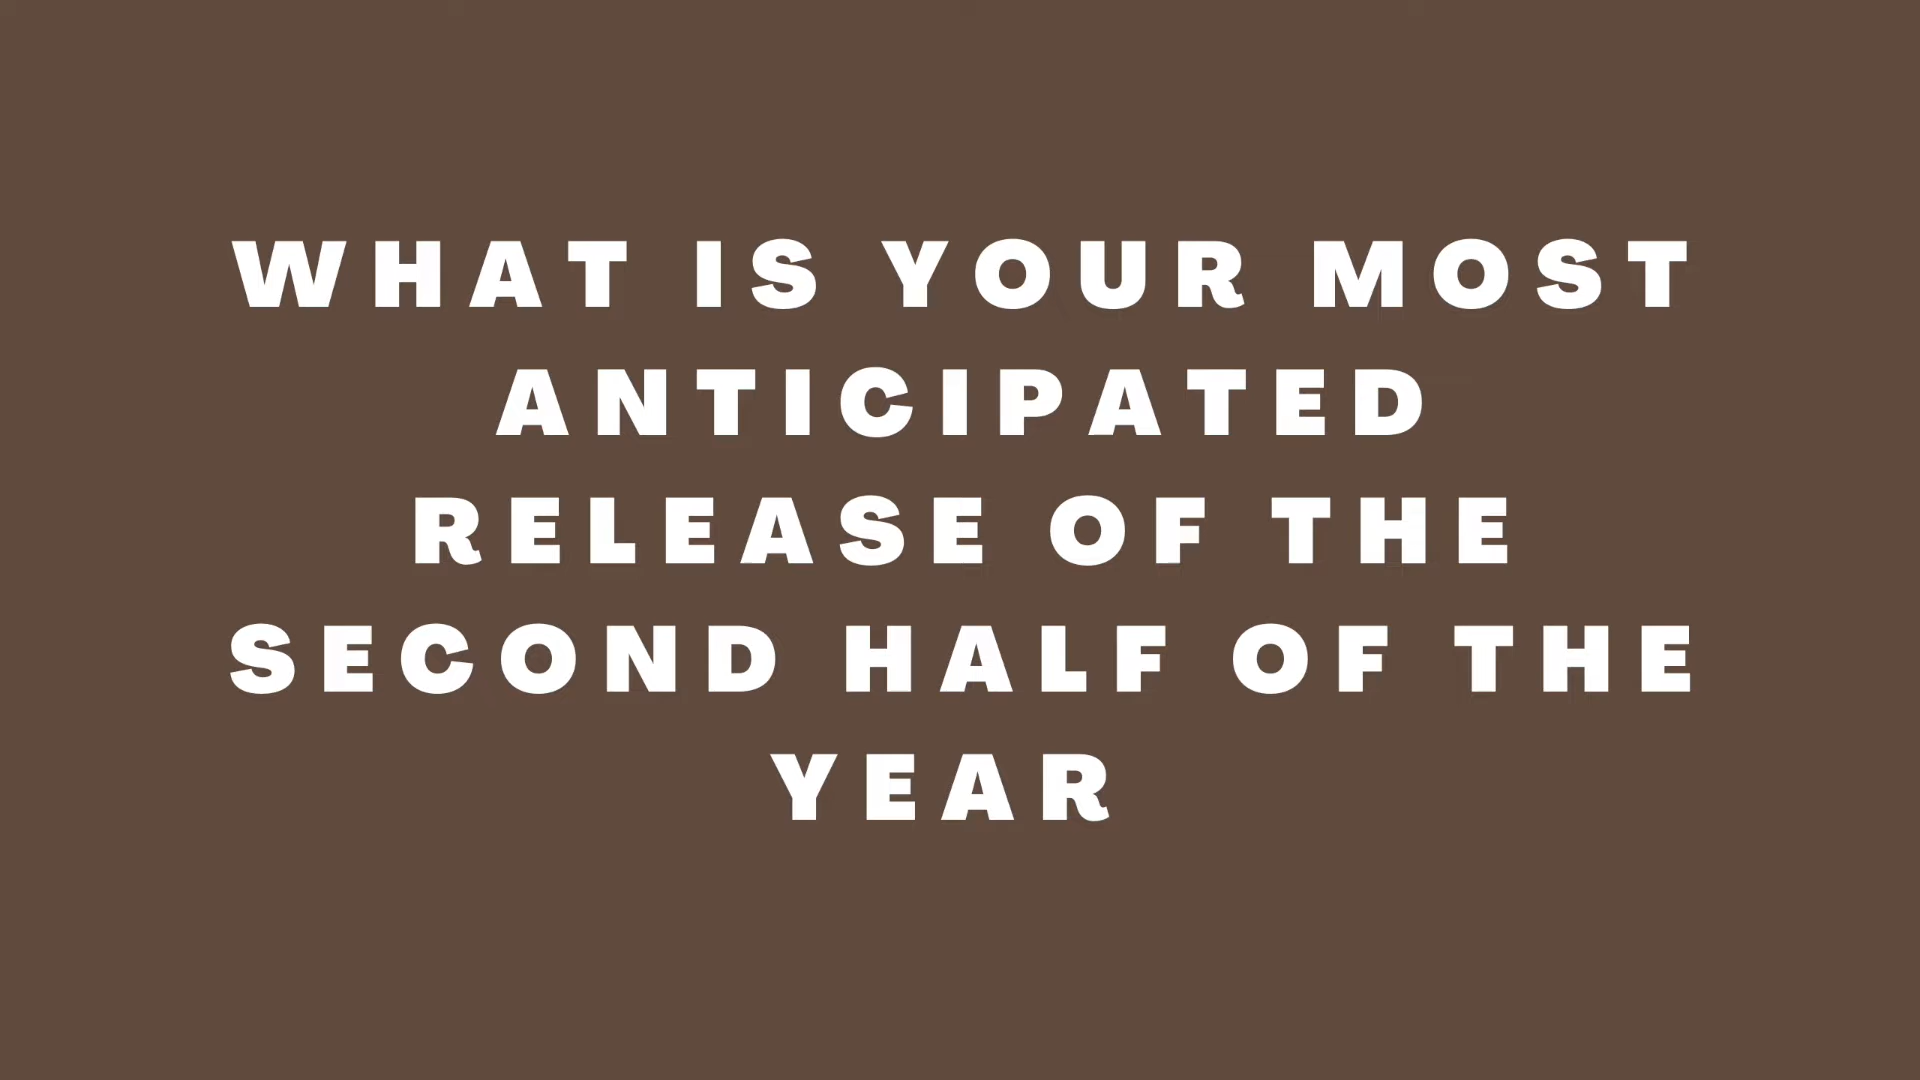 WHAT IS YOUR MOST
ANTICIPATED
RELEASE OF THE
SECOND HALF OF THE
YEAR